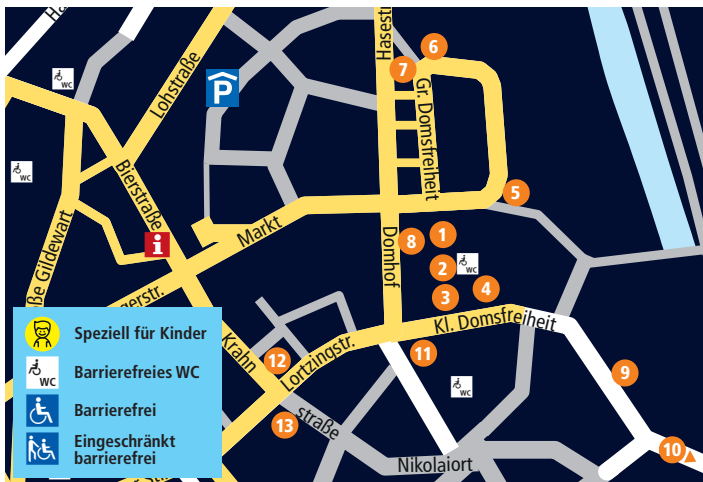 Ha
Hasestr
6
7
WC
Lohstraße
P
Gr. Domsfreiheit
WC
Bierstraße
5
Markt
1
8
i
Domhof
2
WC
ße Gildewart
4
3
gerstr.
Kl. Domsfreiheit
Speziell für Kinder
Krahn
Lortzingstr.
12
11
9
WC
Barrierefreies WC
WC
Barrierefrei
straße
13
Eingeschränkt
barrierefrei
Nikolaiort
10